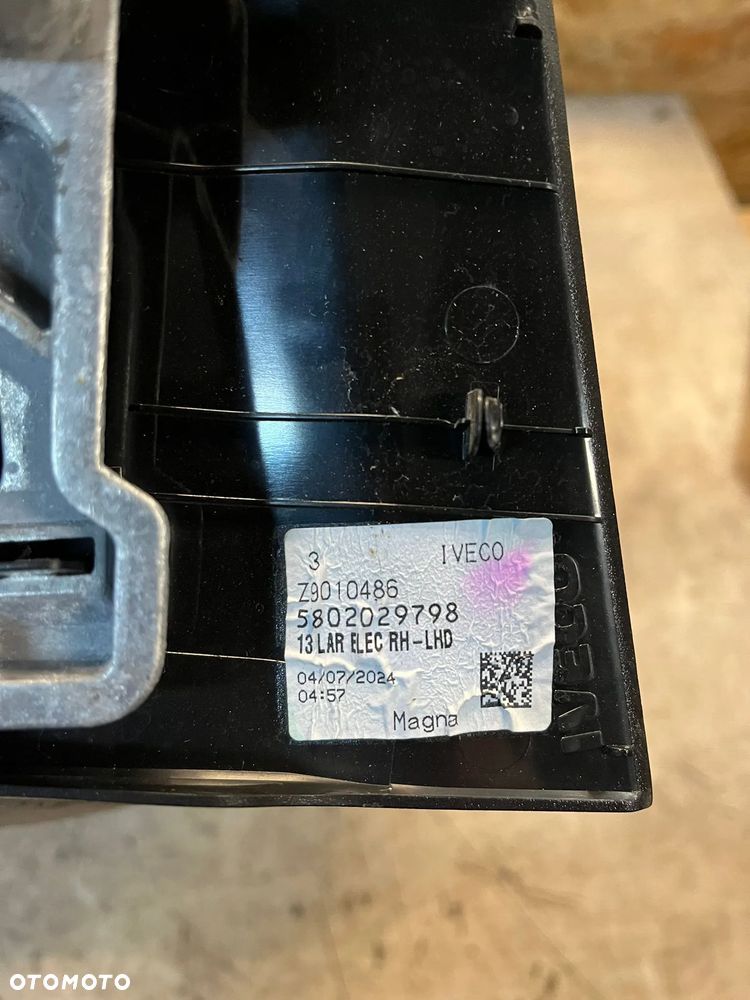 3 IVECO
Z9010486
5802029798
13 LAR ELEC RH-LHD
04/07/2024
04:57
Magna
IVECO
OTOMOTO